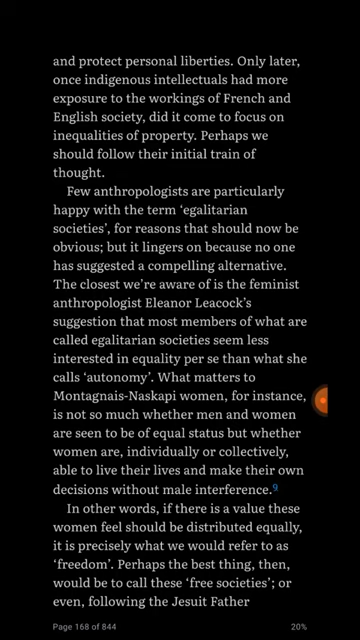 and protect personal liberties. Only later,
once indigenous intellectuals had more
exposure to the workings of French and
English society, did it come to focus on
inequalities of property. Perhaps we
should follow their initial train of
thought.
Few anthropologists are particularly
happy with the term ‘egalitarian
societies’, for reasons that should now be
obvious; but it lingers on because no one
has suggested a compelling alternative.
The closest we’re aware of is the feminist
anthropologist Eleanor Leacock’s
suggestion that most members of what are
called egalitarian societies seem less
interested in equality per se than what she
calls ‘autonomy’. What matters to
Montagnais-Naskapi women, for instance,
is not so much whether men and women
are seen to be of equal status but whether
women are, individually or collectively,
able to live their lives and make their own
decisions without male interference.9
In other words, if there is a value these
women feel should be distributed equally,
it is precisely what we would refer to as
‘freedom’. Perhaps the best thing, then,
would be to call these ‘free societies’; or
even, following the Jesuit Father
Page 168 of 844 20%